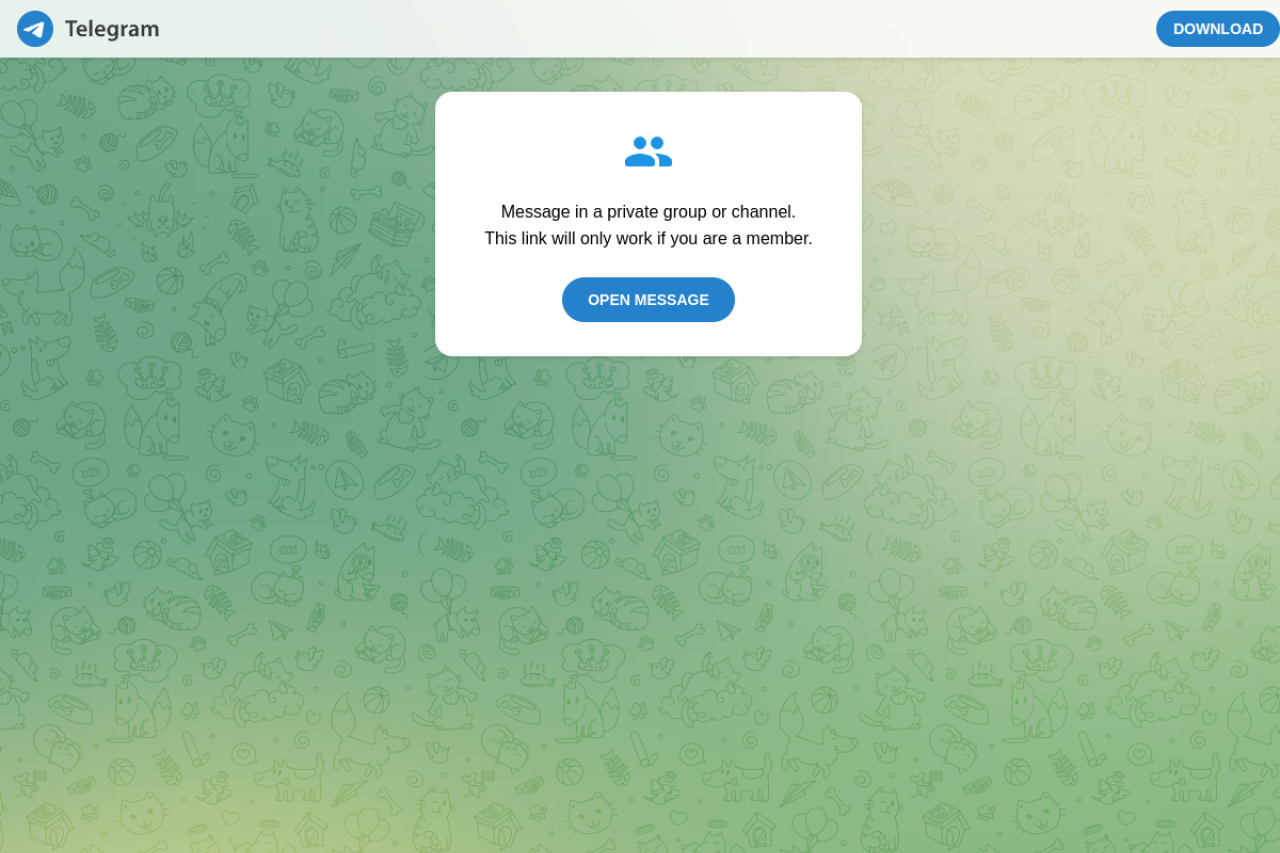 Telegram
DOWNLOAD
Message in a private group or channel.
This link will only work if you are a member.
OPEN MESSAGE